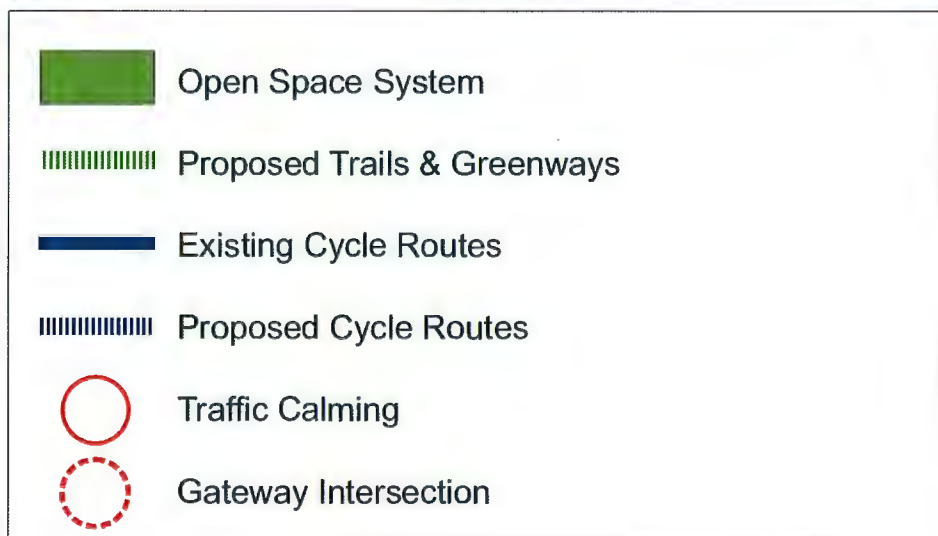 Open Space System
Proposed Trails & Greenways
Existing Cycle Routes
Proposed Cycle Routes
Traffic Calming
Gateway Intersection